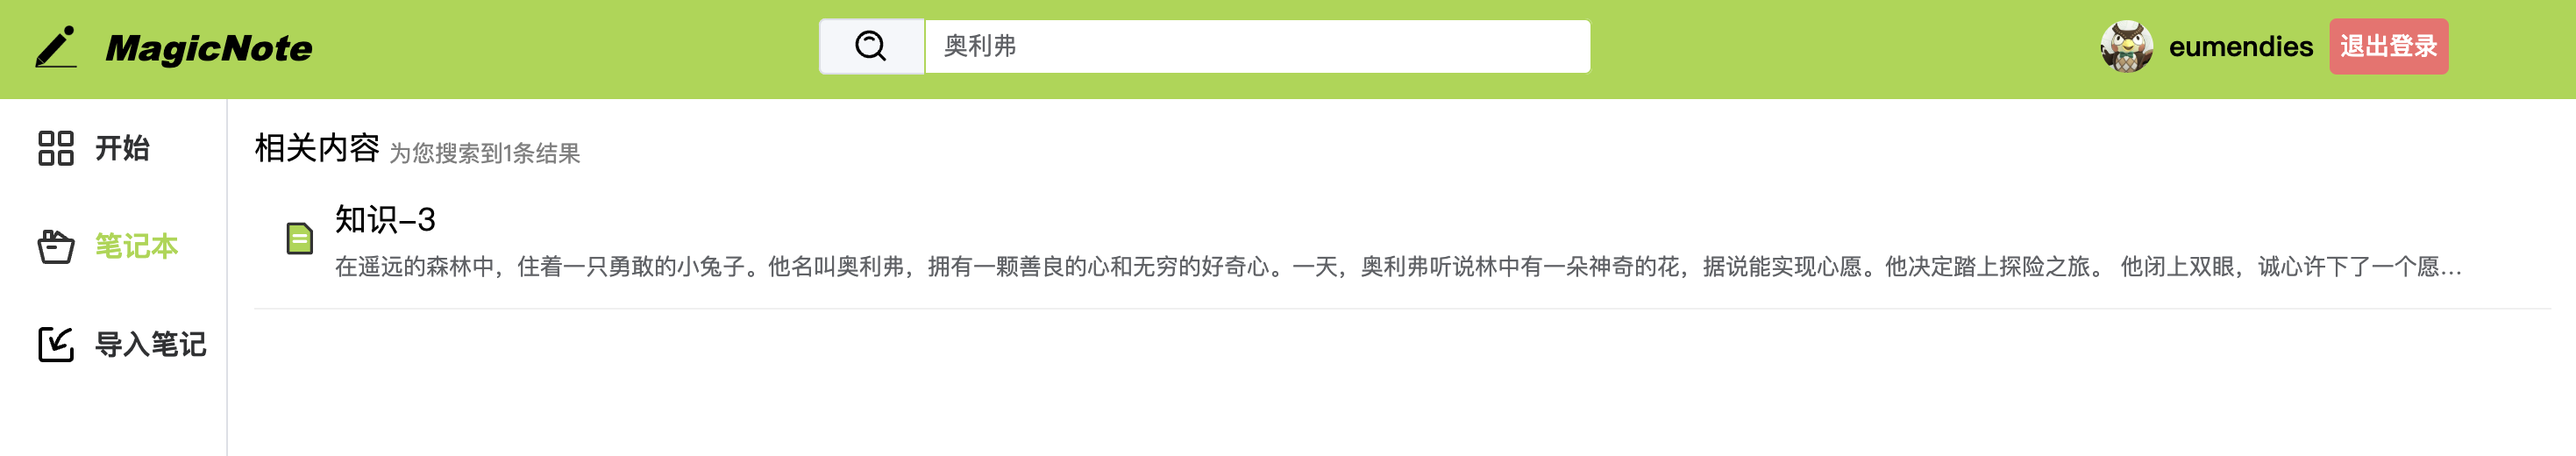 MagicNote
奥利弗
eumendies
退出登录
开始
笔记本
导入笔记
相关内容 为您搜索到1条结果
知识-3
在遥远的森林中，住着一只勇敢的小兔子。他名叫奥利弗，拥有一颗善良的心和无穷的好奇心。一天，奥利弗听说林中有一朵神奇的花，据说能实现心愿。他决定踏上探险之旅。 他闭上双眼，诚心许下了一个愿...